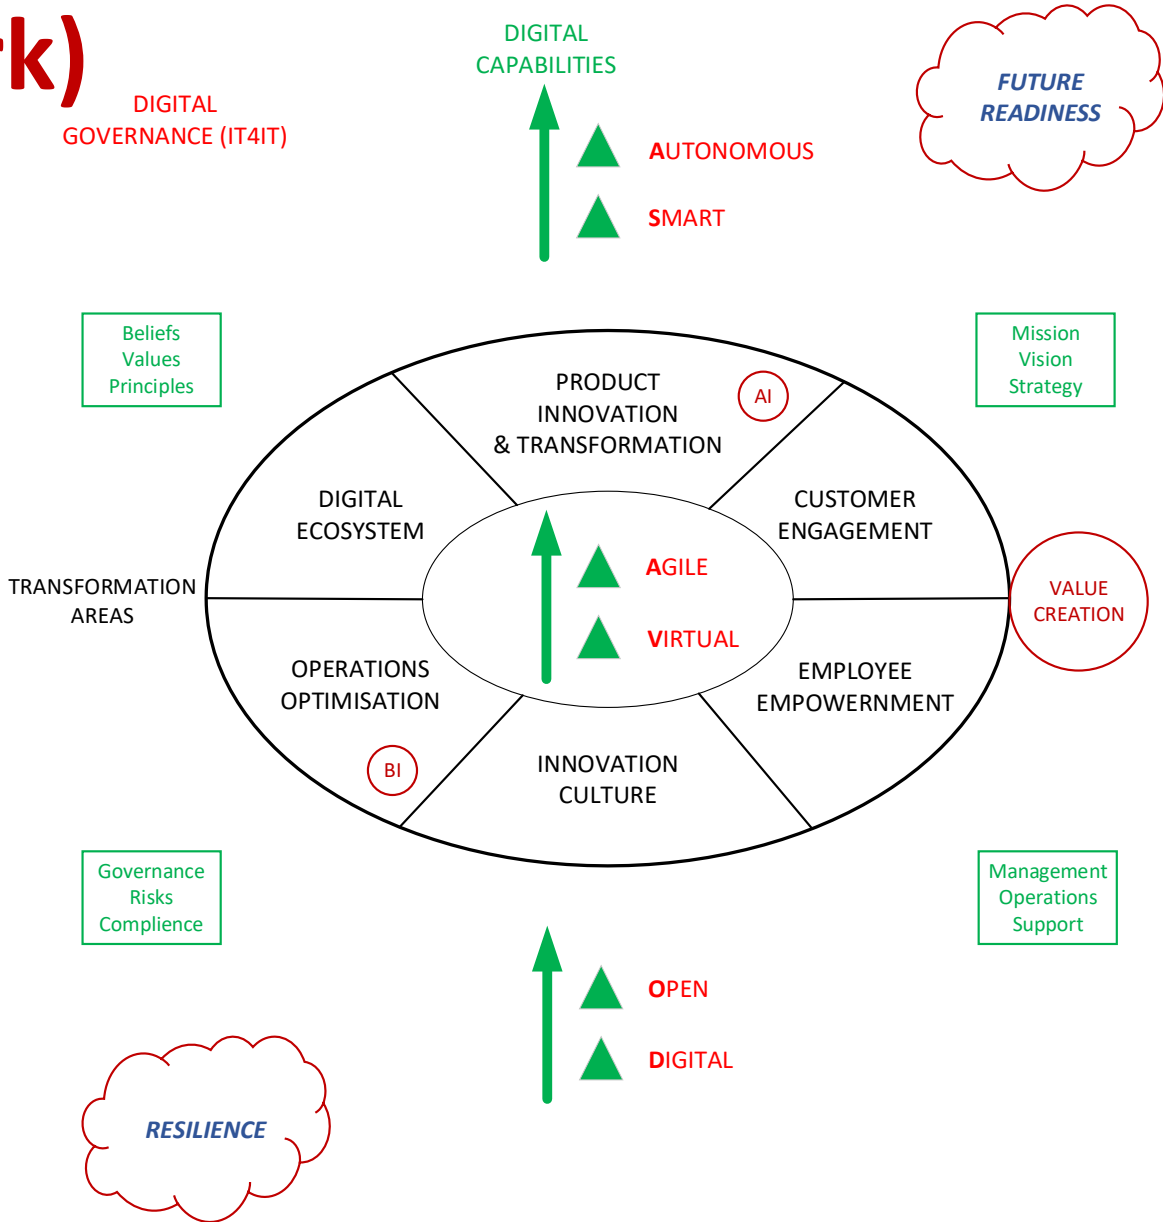 rk)
DIGITAL
CAPABILITIES
FUTURE
READINESS
DIGITAL
GOVERNANCE (IT4IT)
AUTONOMOUS
SMART
Beliefs
Values
Principles
Mission
Vision
Strategy
PRODUCT
INNOVATION
& TRANSFORMATION
AI
DIGITAL
ECOSYSTEM
CUSTOMER
ENGAGEMENT
AGILE
VIRTUAL
TRANSFORMATION
AREAS
VALUE
CREATION
OPERATIONS
OPTIMISATION
EMPLOYEE
EMPOWERNMENT
BI
INNOVATION
CULTURE
Governance
Risks
Complience
Management
Operations
Support
OPEN
DIGITAL
RESILIENCE